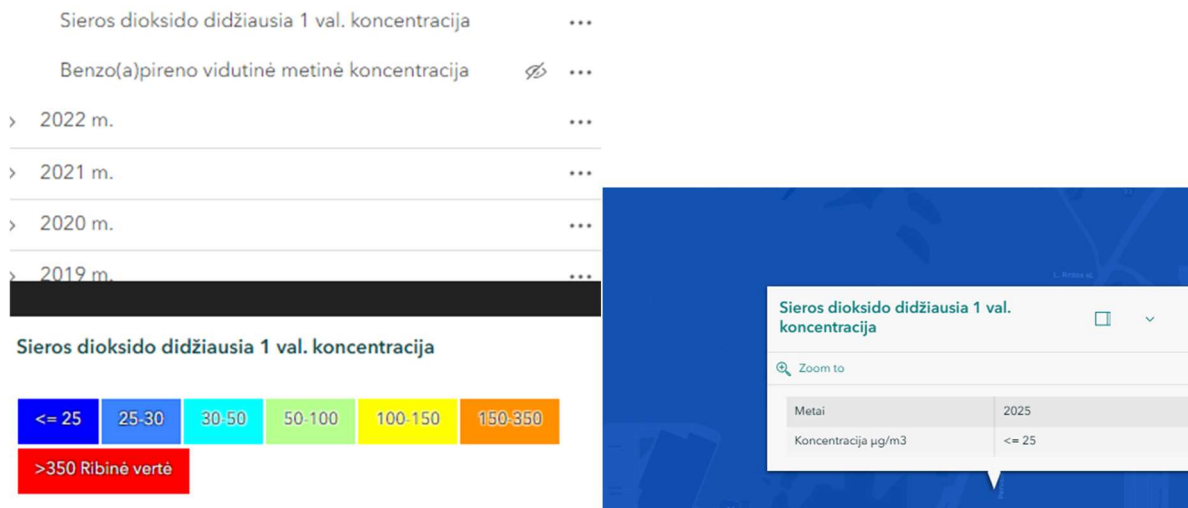 Sieros dioksido didžiausia 1 val. koncentracija
Benzo(a)pireno vidutinė metinė koncentracija
2022 m.
2021 m.
2020 m.
2019 m.
Sieros dioksido didžiausia 1 val. koncentracija
<= 25 25-30 30-50 50-100 100-150 150-350
>350 Ribinė vertė
Sieros dioksido didžiausia 1 val.
koncentracija
Zoom to
Metai 2025
Koncentracija µg/m3 <= 25